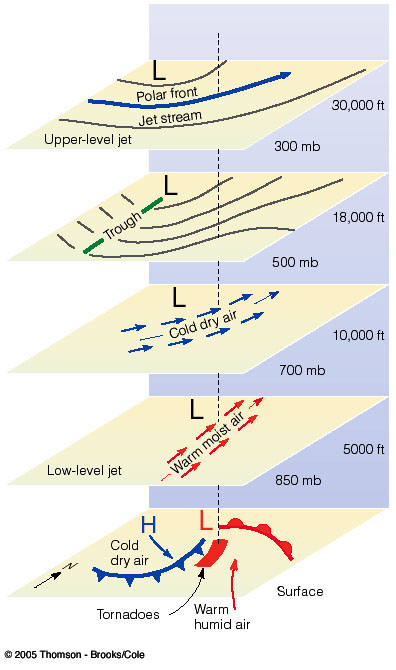 L
Polar front
Jet stream
30,000 ft
Upper-level jet
300 mb
L
Trough
18,000 ft
500 mb
L
Cold dry air
10,000 ft
700 mb
L
Warm moist air
5000 ft
Low-level jet
850 mb
H
L
Cold
dry air
N
Surface
Tornadoes
Warm
humid air
© 2005 Thomson - Brooks/Cole